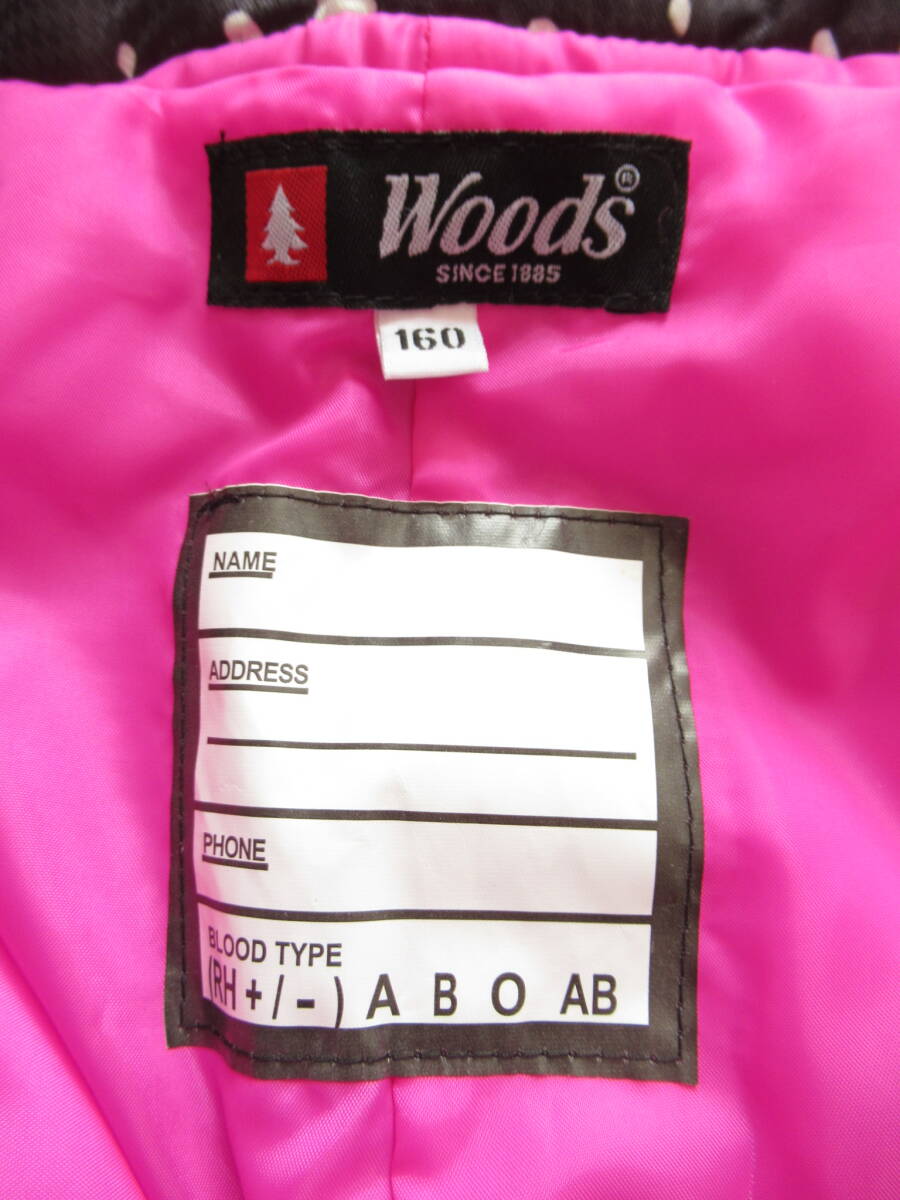 Woods®
SINCE 1885
160
NAME
ADDRESS
PHONE
BLOOD TYPE
(RH + / - ) A B O AB